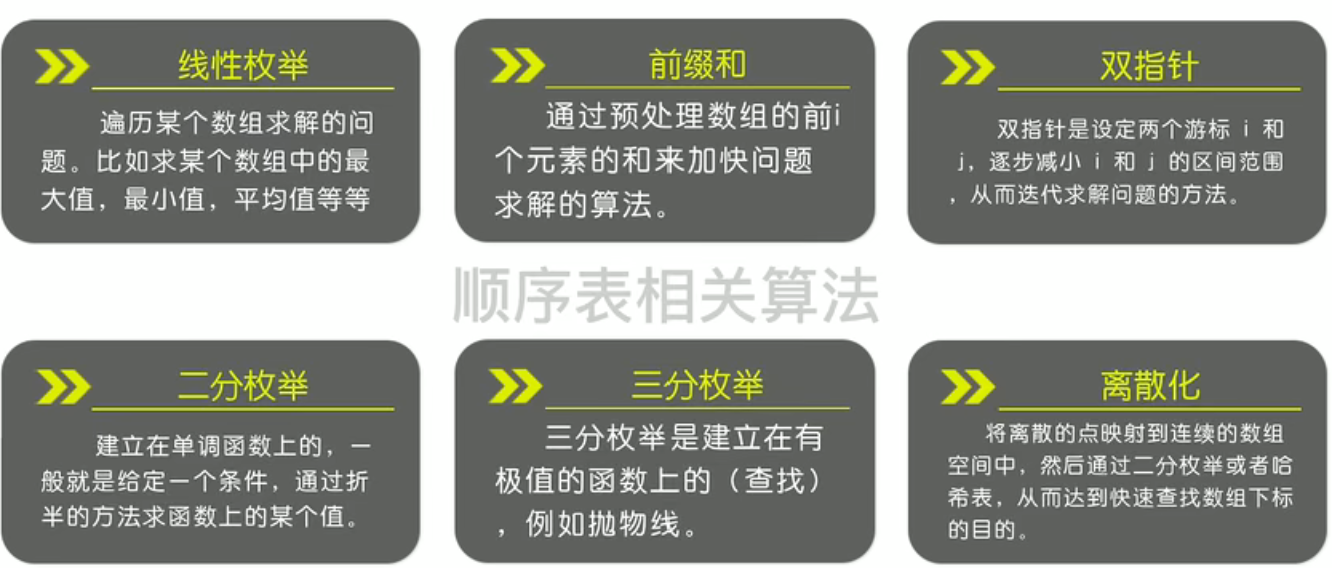 线性枚举
遍历某个数组求解的问
题。比如求某个数组中的最
大值，最小值，平均值等等
前缀和
通过预处理数组的前i
个元素的和来加快问题
求解的算法。
双指针
双指针是设定两个游标 i 和
j，逐步减小 i 和 j 的区间范围
，从而迭代求解问题的方法。
顺序表相关算法
二分枚举
建立在单调函数上的，一
般就是给定一个条件，通过折
半的方法求函数上的某个值。
三分枚举
三分枚举是建立在有
极值的函数上的（查找）
，例如抛物线。
离散化
将离散的点映射到连续的数组
空间中，然后通过二分枚举或者哈
希表，从而达到快速查找数组下标
的目的。